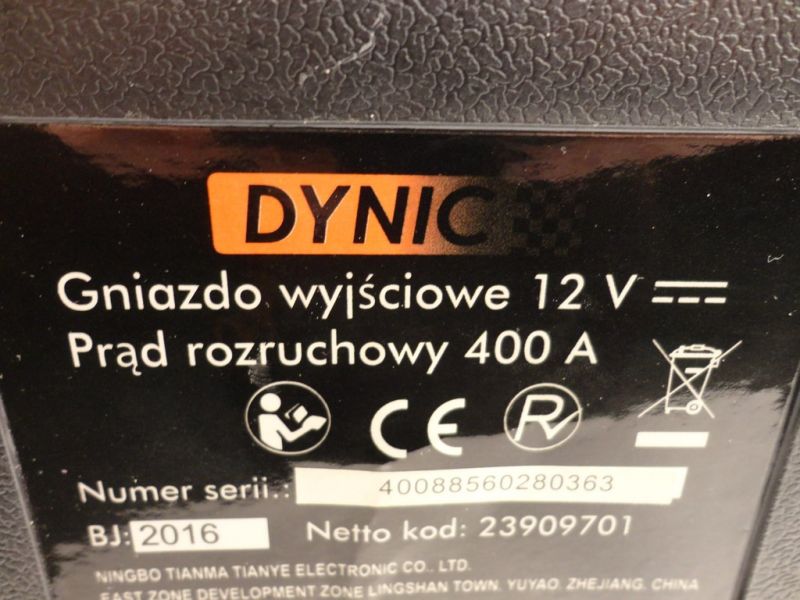 DYNIC
Gniazdo wyjściowe 12 V
Prąd rozruchowy 400 A
CE R
Numer serii.: 40088560280363
BJ: 2016 Netto kod: 23909701
NINGBO TIANMA TIANYE ELECTRONIC CO., LTD.
EAST ZONE DEVELOPMENT ZONE LINGSHAN TOWN, YUYAO, ZHEJIANG, CHINA